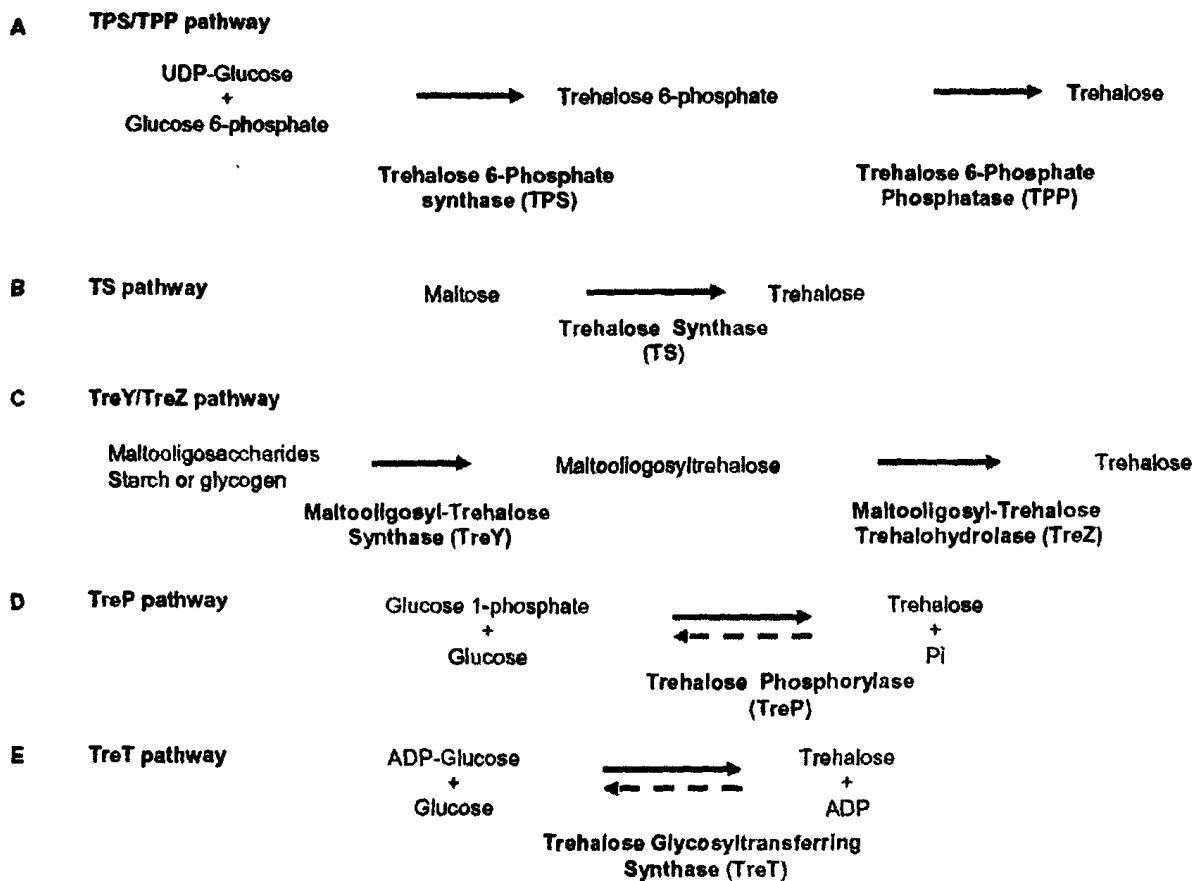 A TPS/TPP pathway
UDP-Glucose
+
Glucose 6-phosphate
Trehalose 6-phosphate
Trehalose
Trehalose 6-Phosphate
synthase (TPS)
Trehalose 6-Phosphate
Phosphatase (TPP)
B TS pathway
Maltose
Trehalose
Trehalose Synthase
(TS)
C TreY/TreZ pathway
Maltooligosaccharides
Starch or glycogen
Maltooliogosyltrehalose
Trehalose
Maltooligosyl-Trehalose
Synthase (TreY)
Maltooligosyl-Trehalose
Trehalohydrolase (TreZ)
D TreP pathway
Glucose 1-phosphate
+
Glucose
Trehalose
+
Pi
Trehalose Phosphorylase
(TreP)
E TreT pathway
ADP-Glucose
+
Glucose
Trehalose
+
ADP
Trehalose Glycosyltransferring
Synthase (TreT)